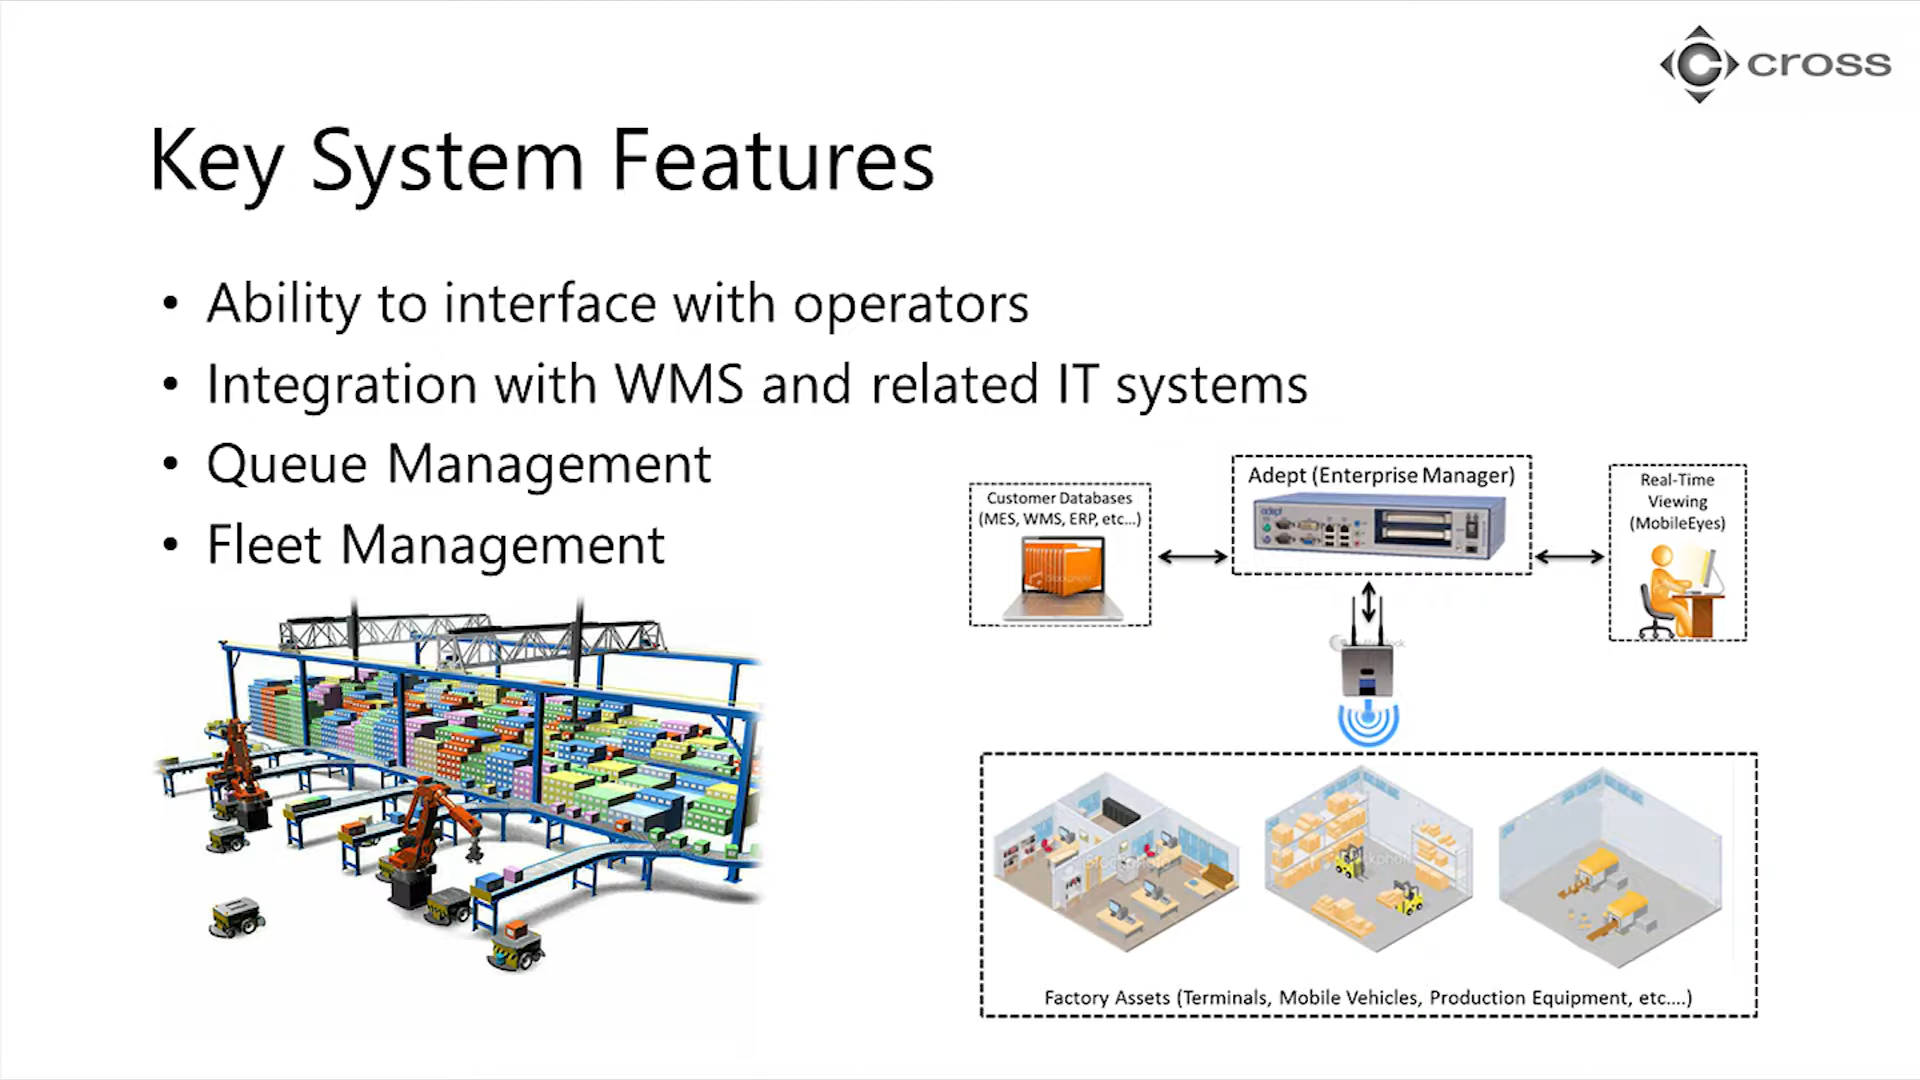 cross
Key System Features
• Ability to interface with operators
• Integration with WMS and related IT systems
• Queue Management
• Fleet Management
Customer Databases
(MES, WMS, ERP, etc...)
Adept (Enterprise Manager)
adept
Real-Time
Viewing
(MobileEyes)
Factory Assets (Terminals, Mobile Vehicles, Production Equipment, etc....)